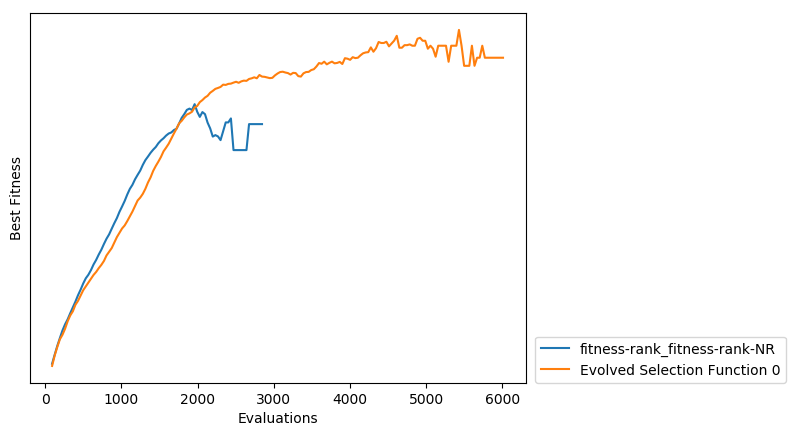 Best Fitness
0
1000
2000
3000
4000
5000
6000
Evaluations
fitness-rank_fitness-rank-NR
Evolved Selection Function 0